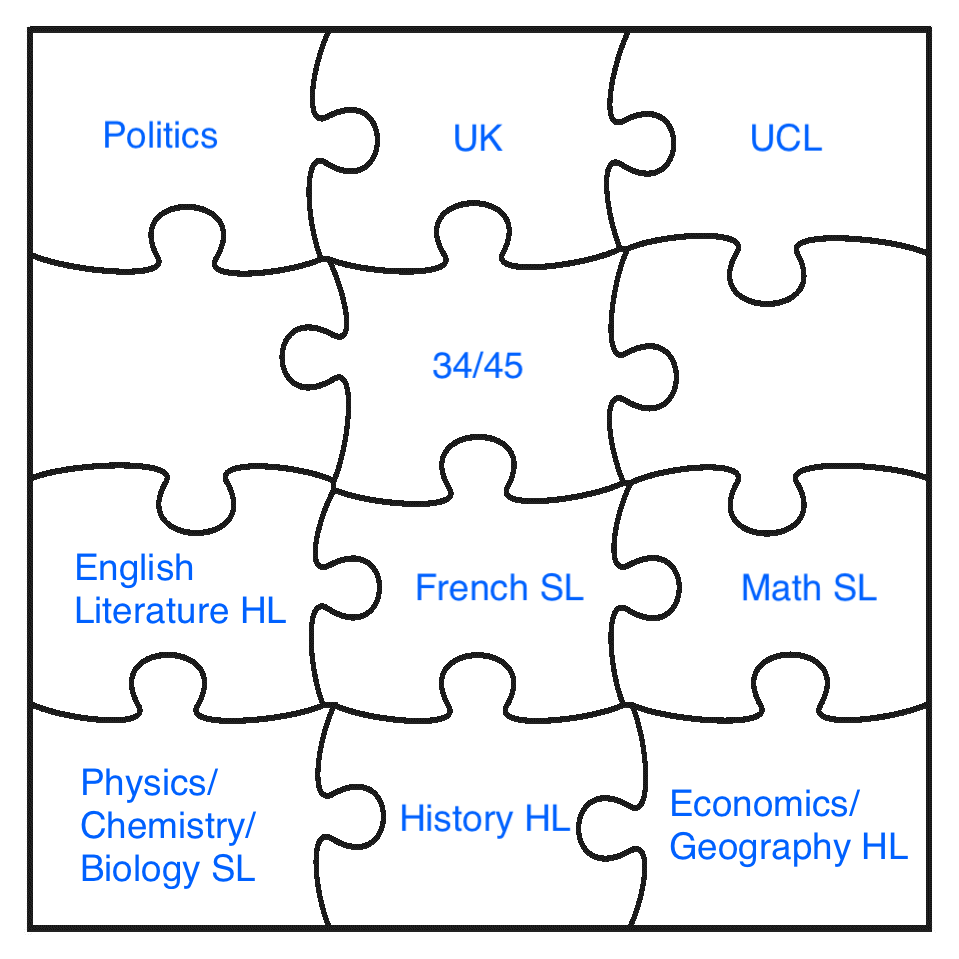 Politics
UK
UCL
34/45
English
Literature HL
French SL
Math SL
Physics/
Chemistry/
Biology SL
History HL
Economics/
Geography HL